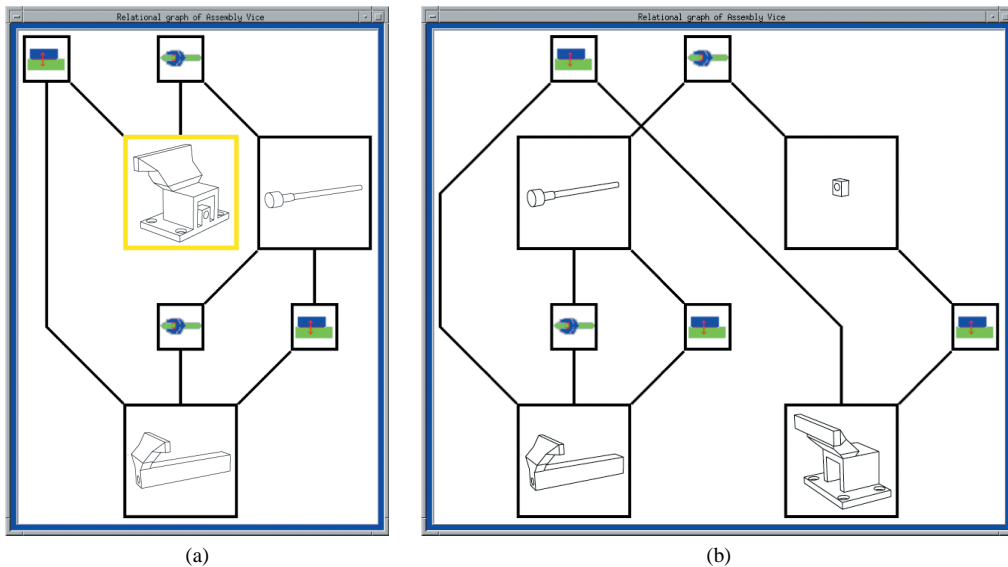 Relational graph of Assembly Vice
Relational graph of Assembly Vice
(a)
(b)